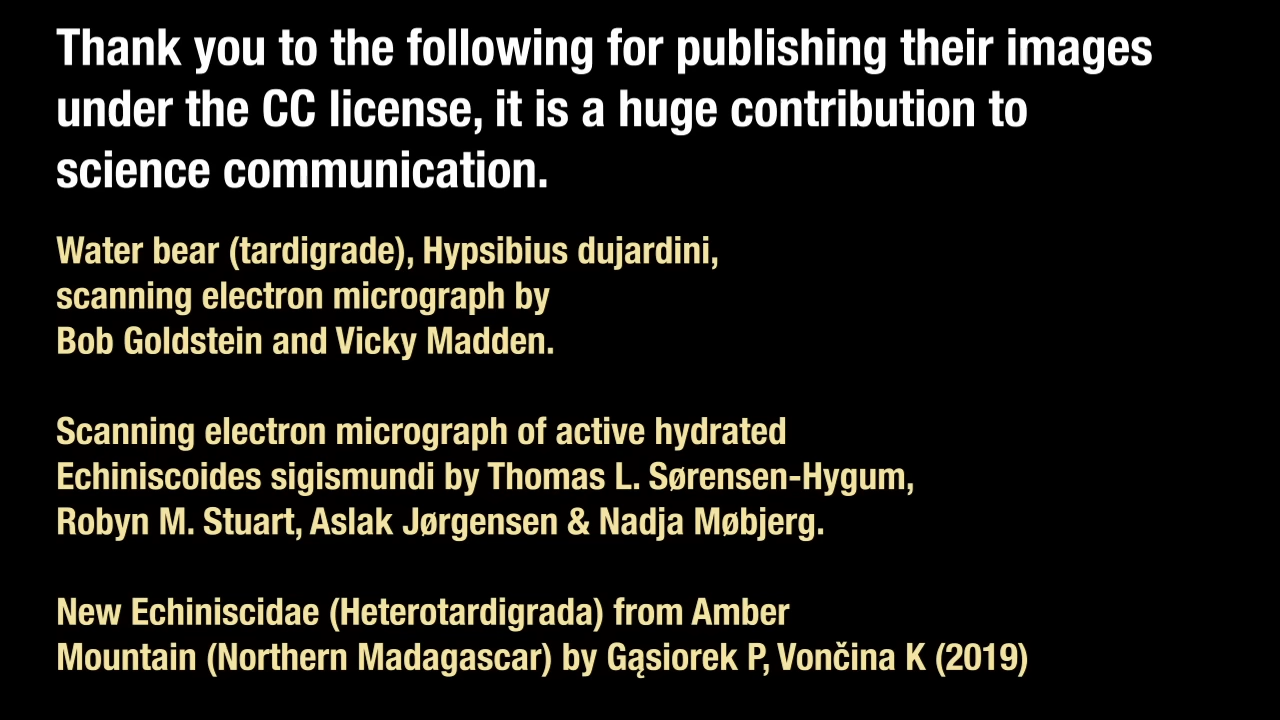 Thank you to the following for publishing their images
under the CC license, it is a huge contribution to
science communication.
Water bear (tardigrade), Hypsibius dujardini,
scanning electron micrograph by
Bob Goldstein and Vicky Madden.
Scanning electron micrograph of active hydrated
Echiniscoides sigismundi by Thomas L. Sørensen-Hygum,
Robyn M. Stuart, Aslak Jørgensen & Nadja Møbjerg.
New Echiniscidae (Heterotardigrada) from Amber
Mountain (Northern Madagascar) by Gąsiorek P, Vončina K (2019)